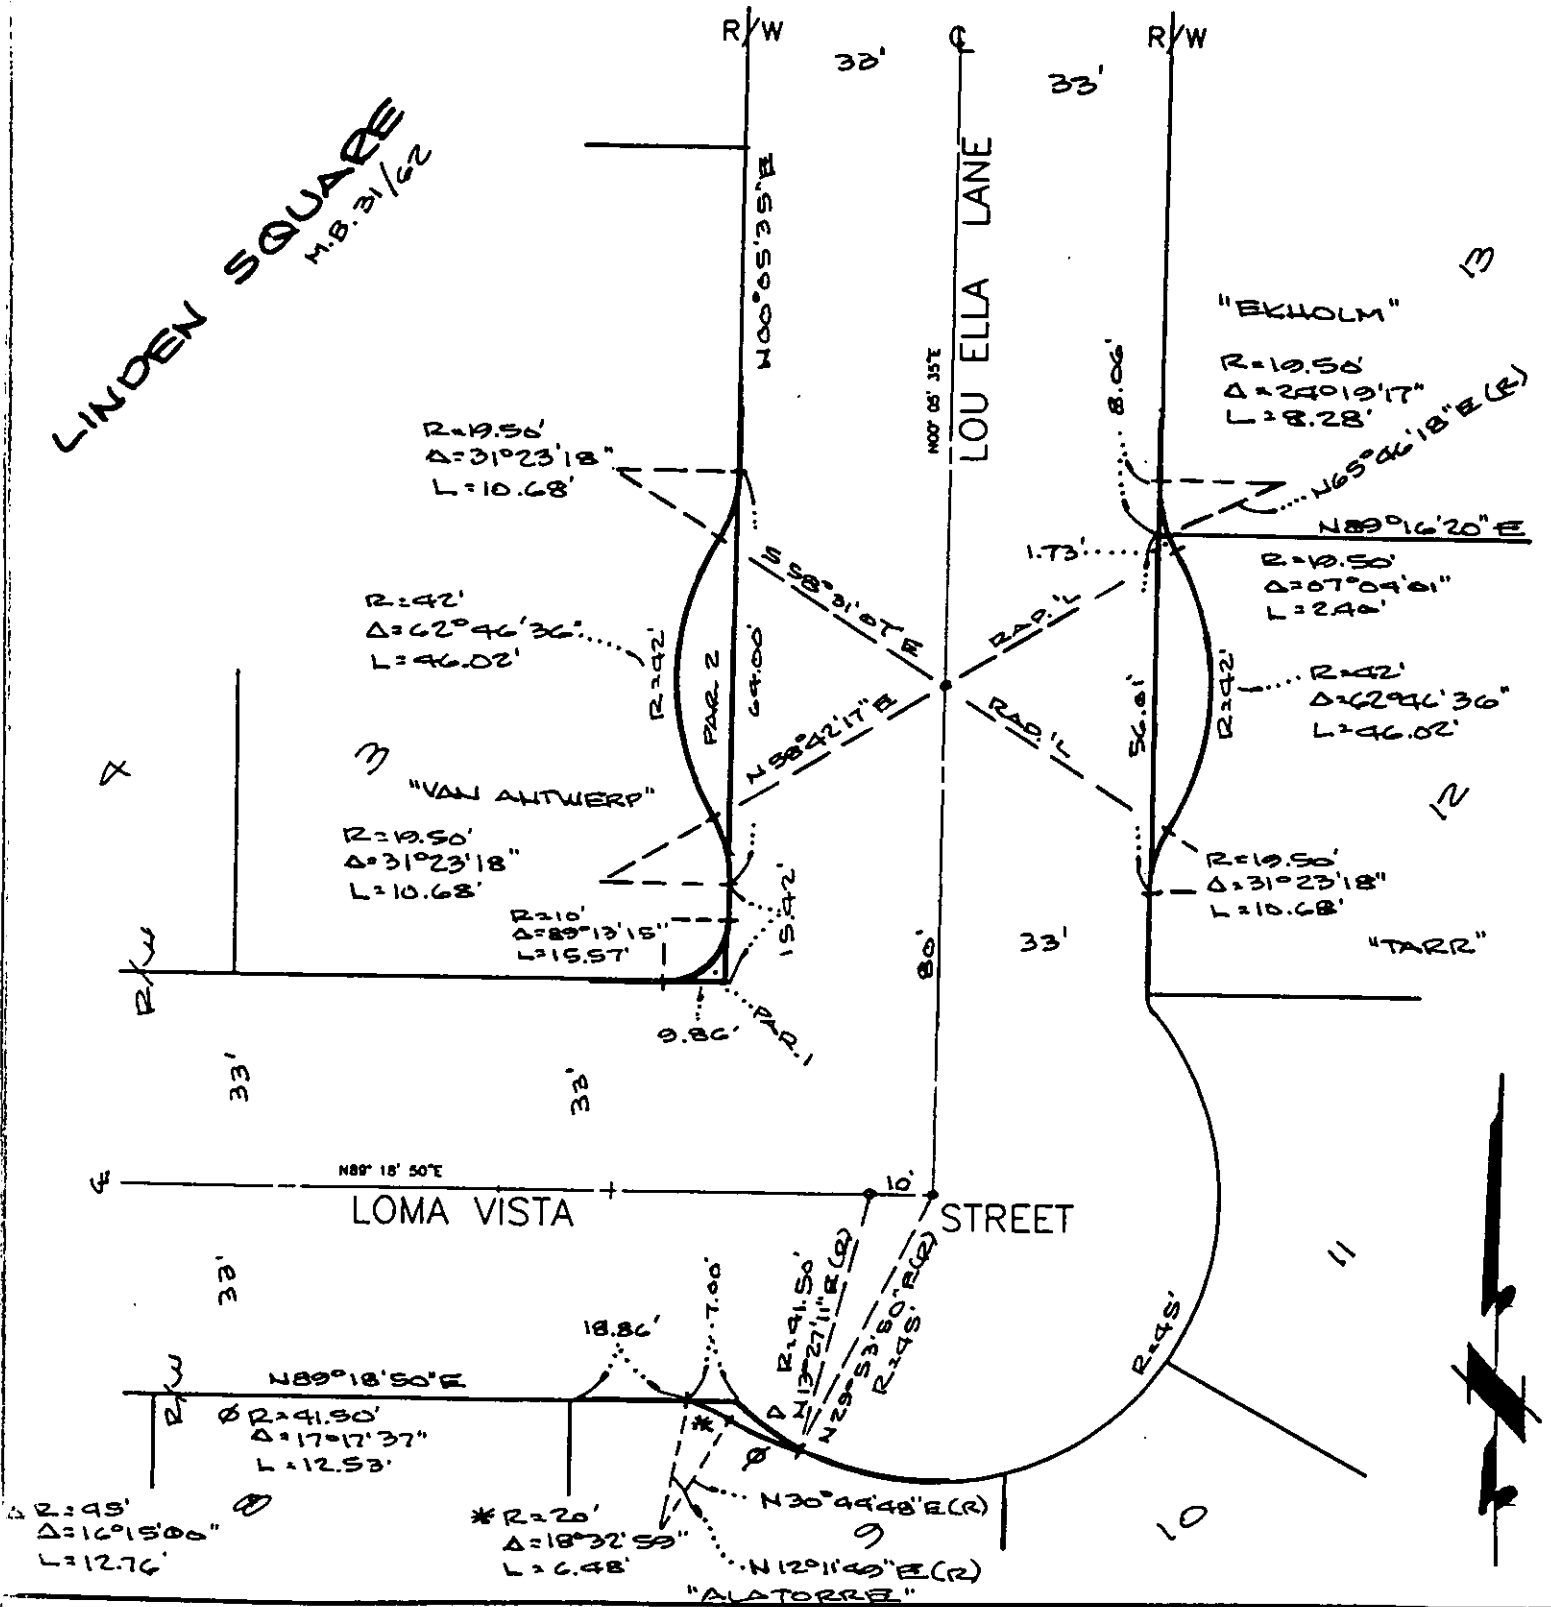 R/W
33'
℄
33'
R/W
LINDEN SQUARE
M.B. 31/62
N00°05'35"E
LOU ELLA LANE
N00° 05' 35"E
13
"EKHOLM"
R=19.50'
Δ=24°19'17"
L=8.28'
8.06'
N65°46'18"E(R)
N89°16'20"E
1.73'
R=19.50'
Δ=07°04'01"
L=2.40'
R=19.50'
Δ=31°23'18"
L=10.68'
S58°31'07"E
RAD.'L
R=42'
Δ=62°46'36"
L=46.02'
R=42'
PAR 2
64.00'
N58°42'17"E
RAD.'L
56.01'
R=42'
R=42'
Δ=62°46'36"
L=46.02'
4
3
"VAN ANTWERP"
12
R=19.50'
Δ=31°23'18"
L=10.68'
R=19.50'
Δ=31°23'18"
L=10.68'
R=10'
Δ=89°13'15"
L=15.57'
15.42'
80'
33'
"TARR"
R/W
9.86'
PAR.1
33'
33'
℄
N89° 18' 50"E
LOMA VISTA
10'
STREET
33'
11
18.86'
7.00'
Δ R=41.50'
N13°27'11"E(R)
N29°53'50"E(R)
R=45'
R=45'
R/W
N89°18'50"E
Ø R=41.50'
Δ=17°17'37"
L=12.53'
*
Ø
N30°44'48"E(R)
8
9
10
Δ R=45'
Δ=16°15'00"
L=12.76'
* R=20'
Δ=18°32'59"
L=6.48'
N12°11'49"E(R)
"ALATORRE"